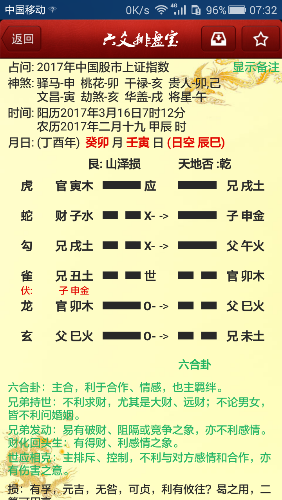 中国移动 0K/s 4G 86% 07:32
返回 六爻排盘宝
占问: 2017年中国股市上证指数 显示备注
神煞: 驿马-申 桃花-卯 干禄-亥 贵人-卯,己
文昌-寅 劫煞-亥 华盖-戌 将星-午
时间: 阳历2017年3月16日7时12分
农历2017年二月十九 甲辰 时
月日: (丁酉年) 癸卯 月 壬寅 日 (日空 辰巳)
艮: 山泽损 天地否 :乾
虎 官 寅木 应 兄 戌土
蛇 财 子水 X-> 子 申金
勾 兄 戌土 X-> 父 午火
雀 兄 丑土 世 官 卯木
伏: 子 申金
龙 官 卯木 O-> 父 巳火
玄 父 巳火 O-> 兄 未土
六合卦
六合卦: 主合，利于合作、情感，也主羁绊。
兄弟持世: 不利求财，尤其是大财、远财；不论男女，
皆不利问婚姻。
兄弟发动: 易有破财、阻隔或竞争之象，亦不利感情。
财化回头生: 有得财、利感情之象。
世应相克: 主排斥、控制，不利与对方感情和合作，亦
有伤害之意。
损: 有孚，元吉，无咎，可贞，利有攸往？曷之用，二